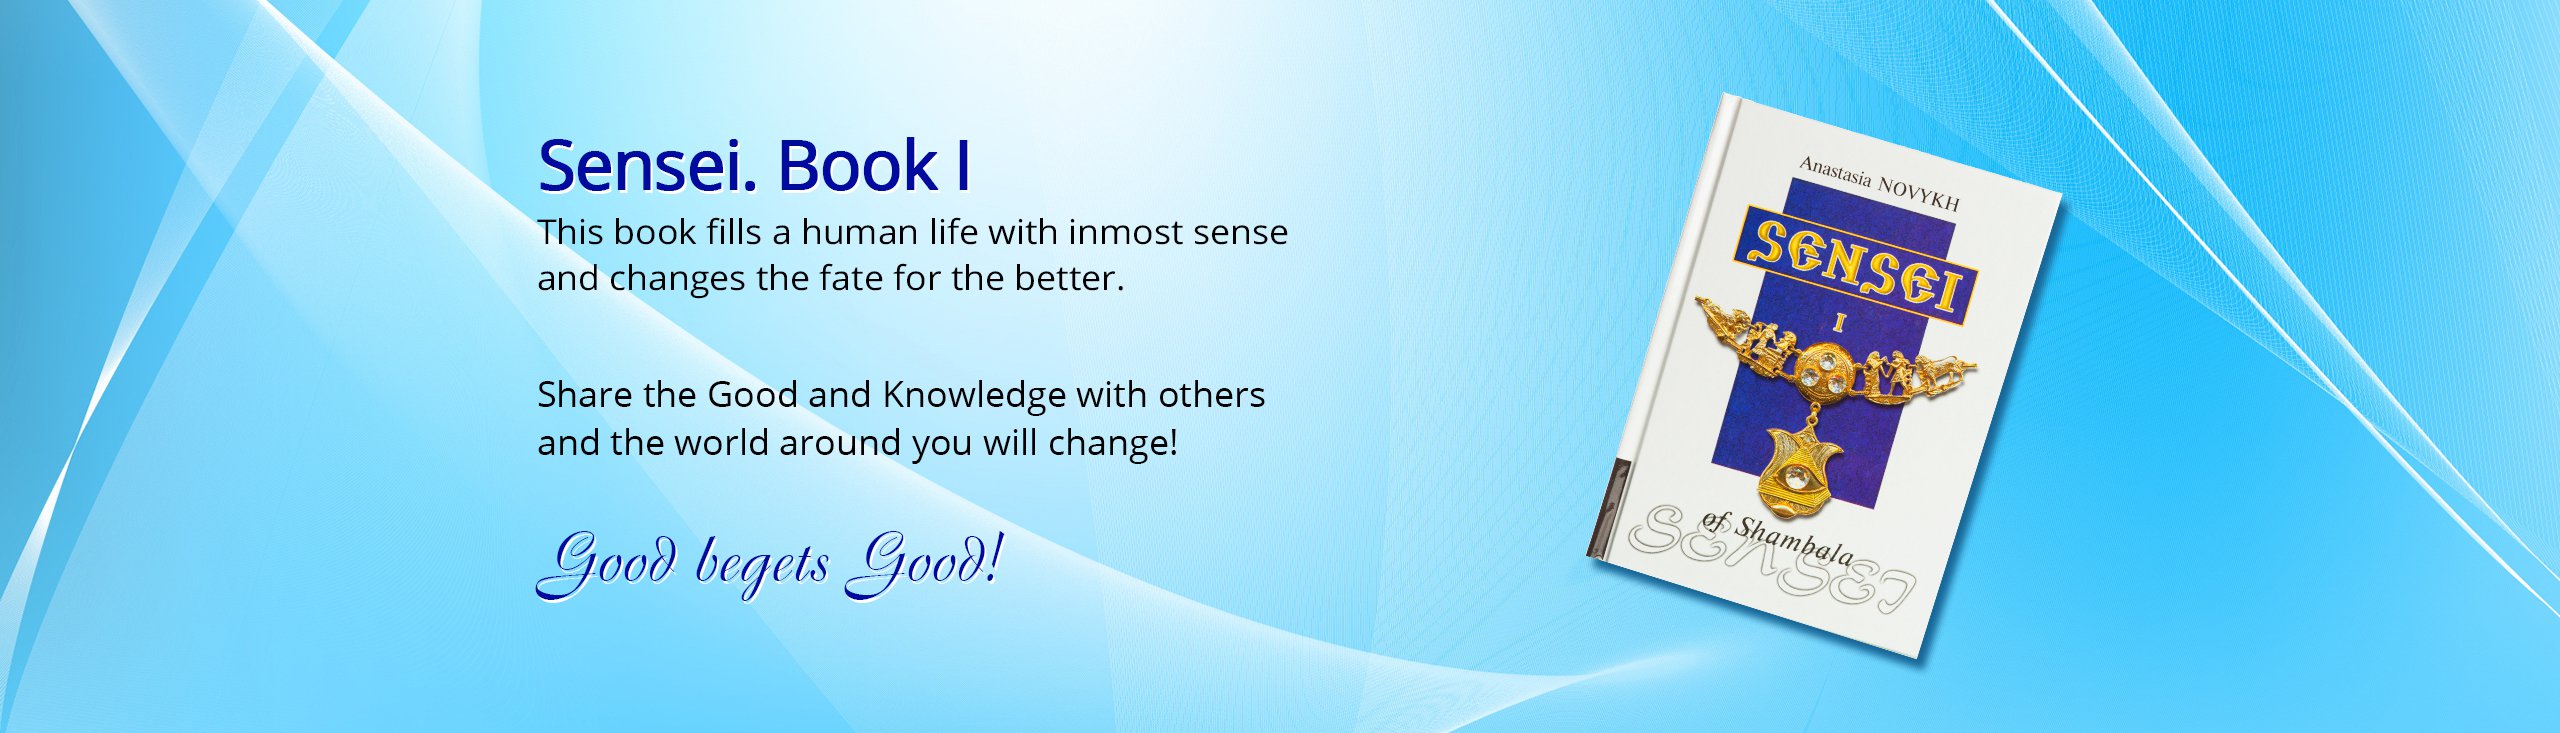 Sensei. Book I
This book fills a human life with inmost sense
and changes the fate for the better.
Share the Good and Knowledge with others
and the world around you will change!
Good begets Good!
Anastasia NOVYKH
SENSEI
I
of Shambala
SENSEI